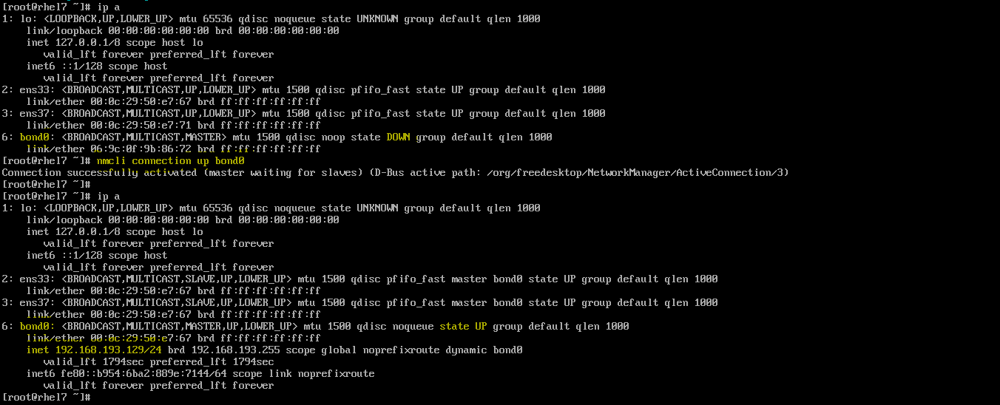 [root@rhel7 ~]# ip a
1: lo: <LOOPBACK,UP,LOWER_UP> mtu 65536 qdisc noqueue state UNKNOWN group default qlen 1000
    link/loopback 00:00:00:00:00:00 brd 00:00:00:00:00:00
    inet 127.0.0.1/8 scope host lo
       valid_lft forever preferred_lft forever
    inet6 ::1/128 scope host
       valid_lft forever preferred_lft forever
2: ens33: <BROADCAST,MULTICAST,UP,LOWER_UP> mtu 1500 qdisc pfifo_fast state UP group default qlen 1000
    link/ether 00:0c:29:50:e7:67 brd ff:ff:ff:ff:ff:ff
3: ens37: <BROADCAST,MULTICAST,UP,LOWER_UP> mtu 1500 qdisc pfifo_fast state UP group default qlen 1000
    link/ether 00:0c:29:50:e7:71 brd ff:ff:ff:ff:ff:ff
6: bond0: <BROADCAST,MULTICAST,MASTER> mtu 1500 qdisc noop state DOWN group default qlen 1000
    link/ether 06:9c:0f:9b:86:72 brd ff:ff:ff:ff:ff:ff
[root@rhel7 ~]# nmcli connection up bond0
Connection successfully activated (master waiting for slaves) (D-Bus active path: /org/freedesktop/NetworkManager/ActiveConnection/3)
[root@rhel7 ~]#
[root@rhel7 ~]# ip a
1: lo: <LOOPBACK,UP,LOWER_UP> mtu 65536 qdisc noqueue state UNKNOWN group default qlen 1000
    link/loopback 00:00:00:00:00:00 brd 00:00:00:00:00:00
    inet 127.0.0.1/8 scope host lo
       valid_lft forever preferred_lft forever
    inet6 ::1/128 scope host
       valid_lft forever preferred_lft forever
2: ens33: <BROADCAST,MULTICAST,SLAVE,UP,LOWER_UP> mtu 1500 qdisc pfifo_fast master bond0 state UP group default qlen 1000
    link/ether 00:0c:29:50:e7:67 brd ff:ff:ff:ff:ff:ff
3: ens37: <BROADCAST,MULTICAST,SLAVE,UP,LOWER_UP> mtu 1500 qdisc pfifo_fast master bond0 state UP group default qlen 1000
    link/ether 00:0c:29:50:e7:67 brd ff:ff:ff:ff:ff:ff
6: bond0: <BROADCAST,MULTICAST,MASTER,UP,LOWER_UP> mtu 1500 qdisc noqueue state UP group default qlen 1000
    link/ether 00:0c:29:50:e7:67 brd ff:ff:ff:ff:ff:ff
    inet 192.168.193.129/24 brd 192.168.193.255 scope global noprefixroute dynamic bond0
       valid_lft 1794sec preferred_lft 1794sec
    inet6 fe80::b954:6ba2:889e:7144/64 scope link noprefixroute
       valid_lft forever preferred_lft forever
[root@rhel7 ~]#